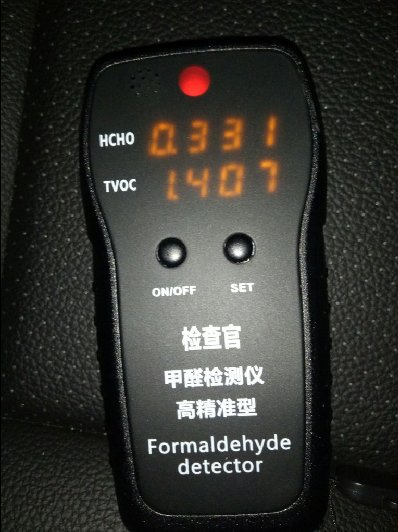 HCHO 0.331
TVOC 1.407
ON/OFF SET
检查官
甲醛检测仪
高精准型
Formaldehyde
detector